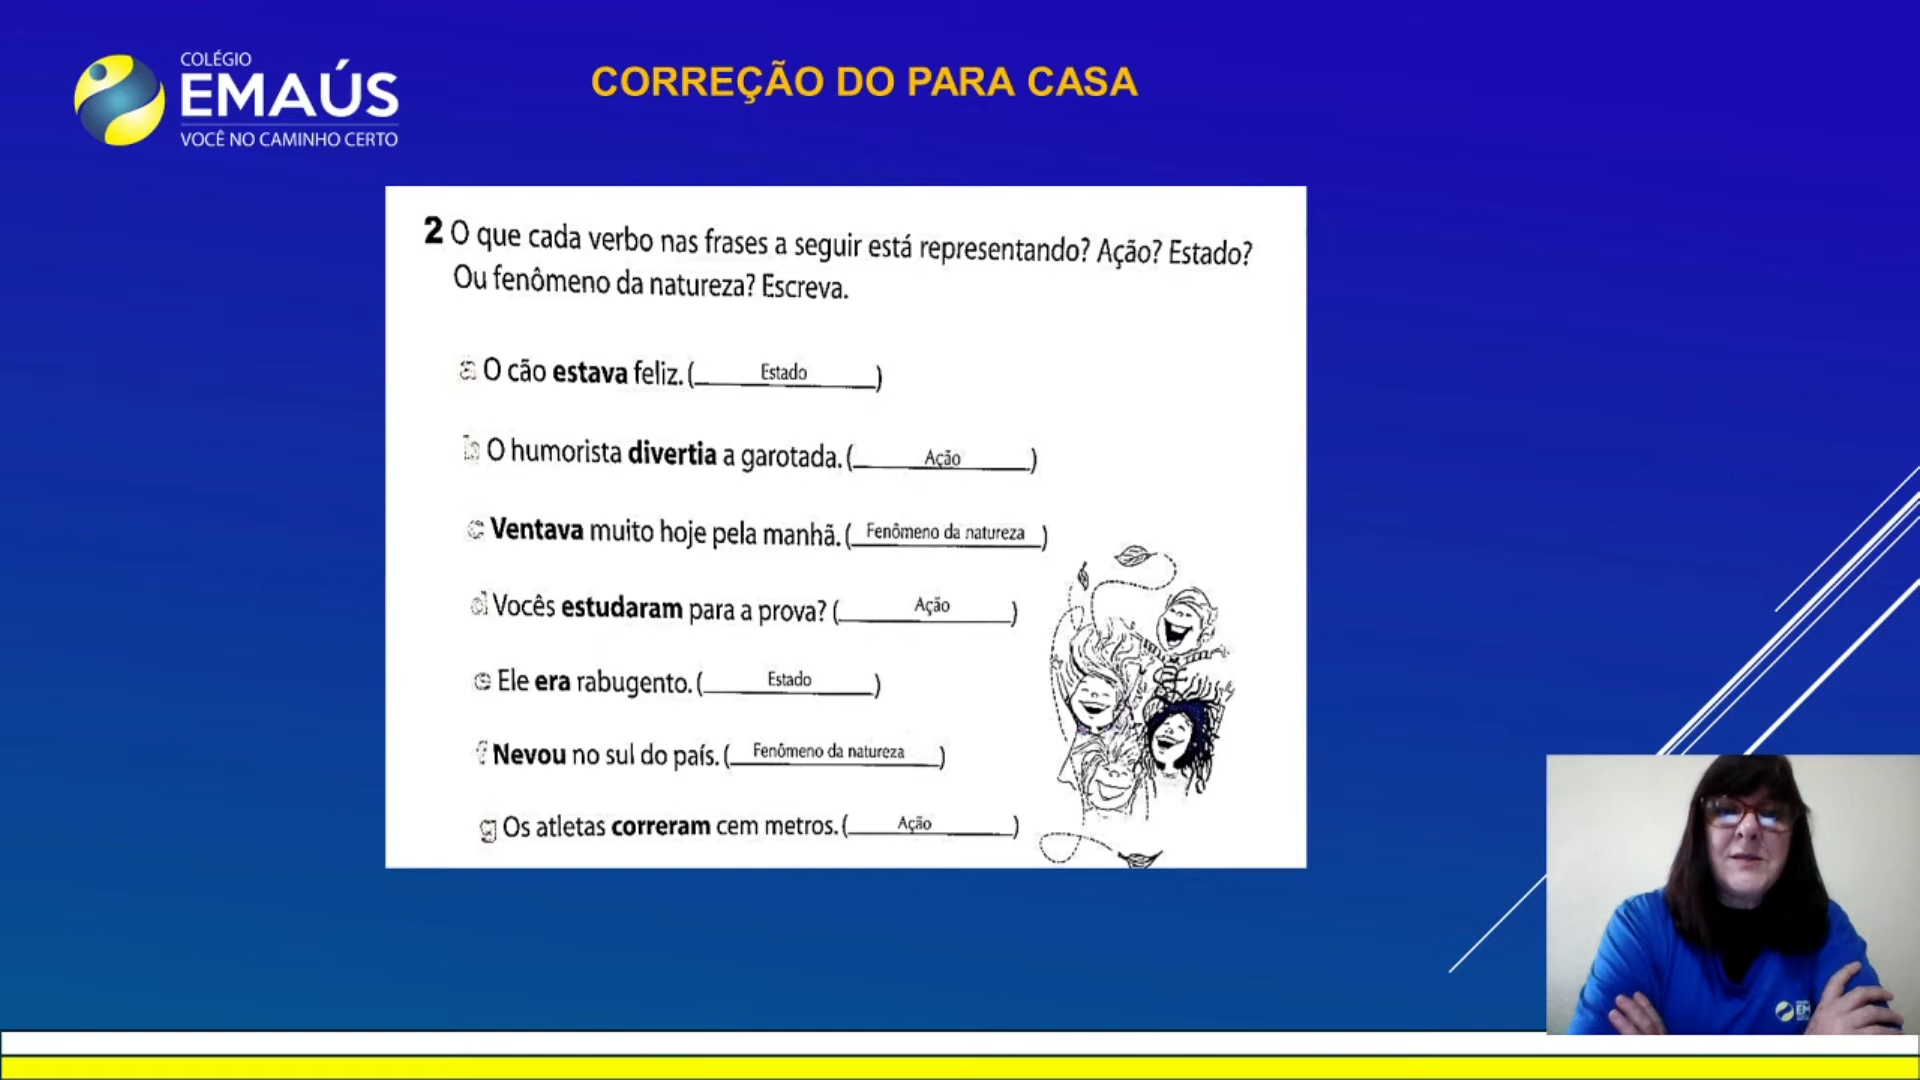 COLÉGIO
EMAÚS
VOCÊ NO CAMINHO CERTO
CORREÇÃO DO PARA CASA
2 O que cada verbo nas frases a seguir está representando? Ação? Estado?
Ou fenômeno da natureza? Escreva.
a O cão estava feliz. (Estado)
b O humorista divertia a garotada. (Ação)
c Ventava muito hoje pela manhã. (Fenômeno da natureza)
d Vocês estudaram para a prova? (Ação)
e Ele era rabugento. (Estado)
f Nevou no sul do país. (Fenômeno da natureza)
g Os atletas correram cem metros. (Ação)